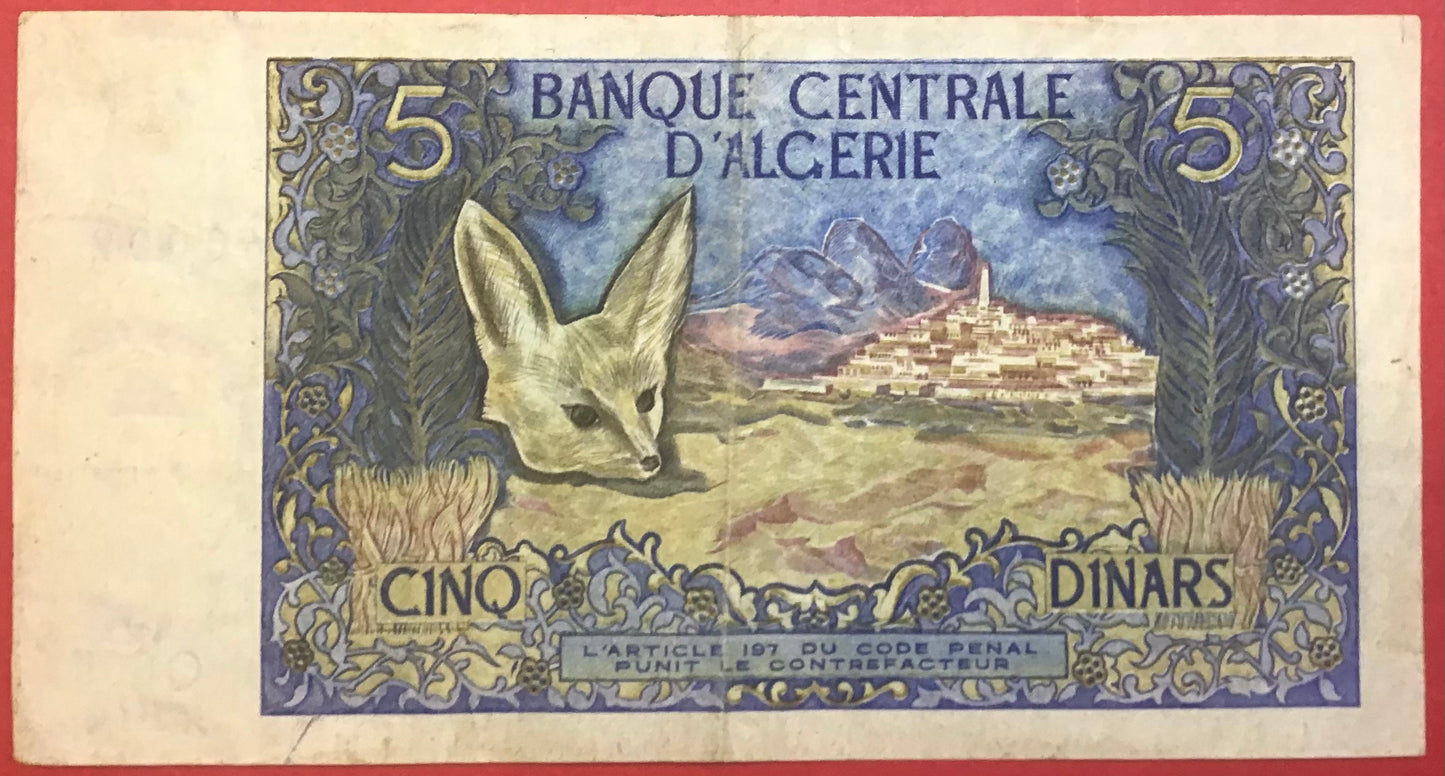 5 BANQUE CENTRALE 5
D'ALGERIE
CINQ DINARS
L'ARTICLE 197 DU CODE PENAL
PUNIT LE CONTREFACTEUR